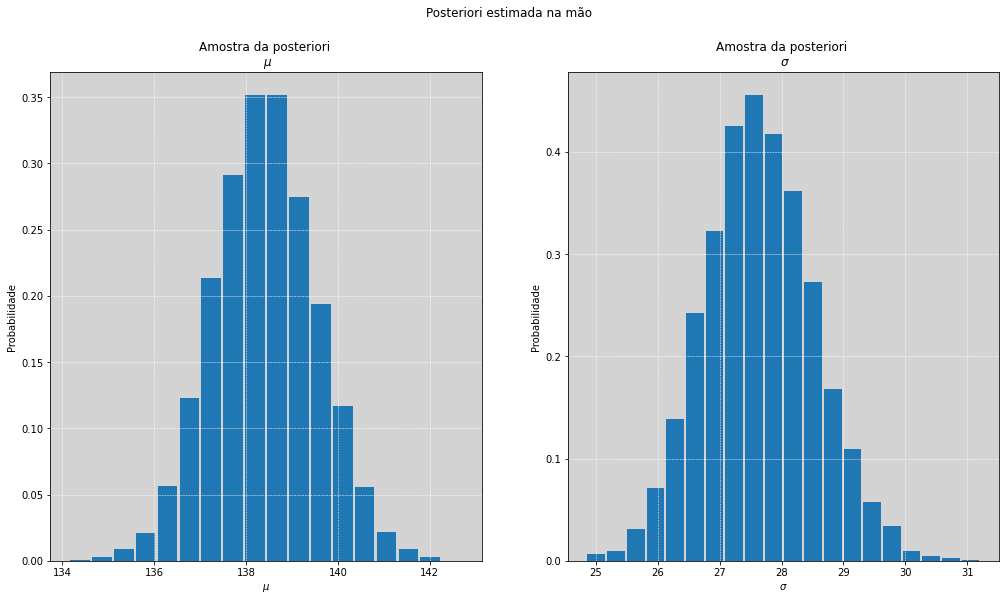 Posteriori estimada na mão
Amostra da posteriori
μ
Probabilidade
0.35
0.30
0.25
0.20
0.15
0.10
0.05
0.00
134 136 138 140 142
μ
Amostra da posteriori
σ
Probabilidade
0.4
0.3
0.2
0.1
0.0
25 26 27 28 29 30 31
σ